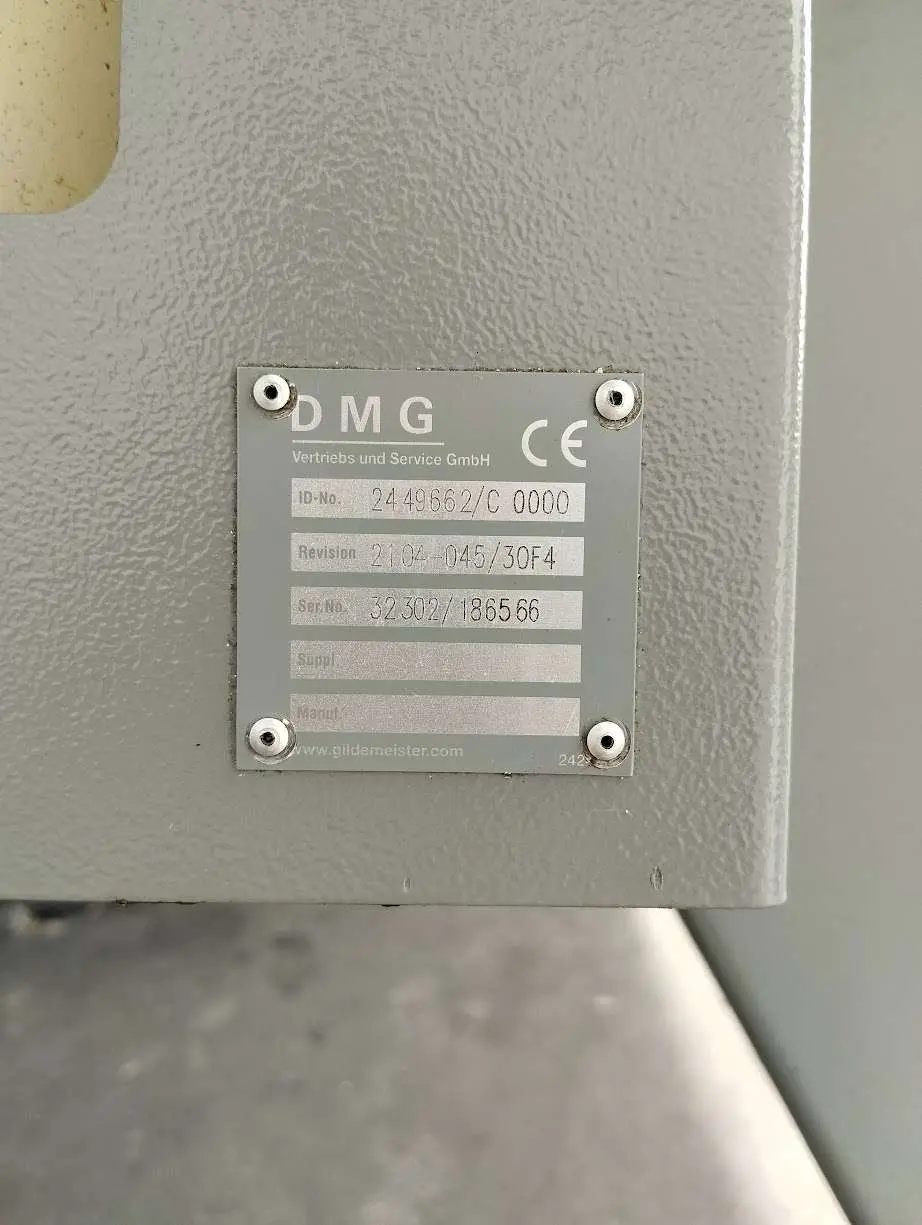 DMG
CE
Vertriebs und Service GmbH
ID-No. 2449662/C 0000
Revision 2104-045/30F4
Ser.No. 32302/186566
Suppl.
Manuf.
www.gildemeister.com